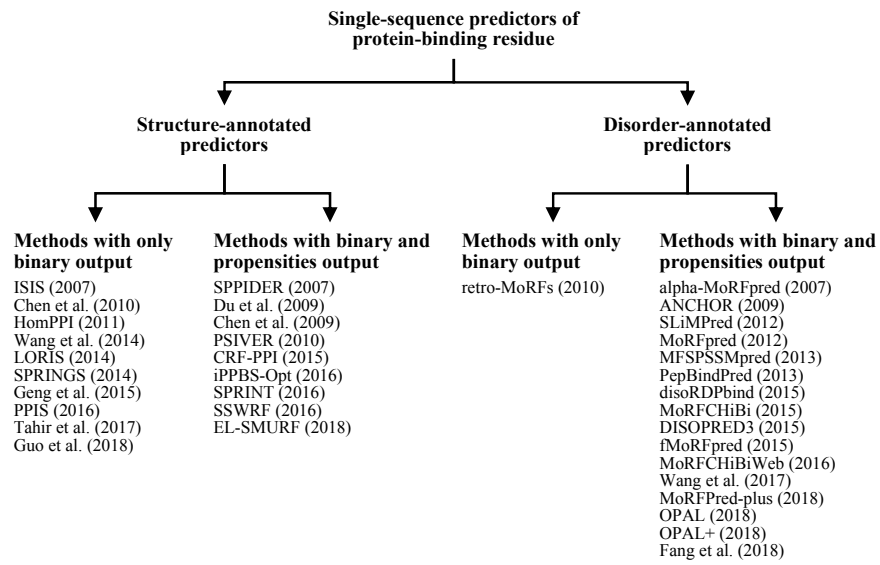 Single-sequence predictors of
protein-binding residue
Structure-annotated
predictors
Disorder-annotated
predictors
Methods with only
binary output
ISIS (2007)
Chen et al. (2010)
HomPPI (2011)
Wang et al. (2014)
LORIS (2014)
SPRINGS (2014)
Geng et al. (2015)
PPIS (2016)
Tahir et al. (2017)
Guo et al. (2018)
Methods with binary and
propensities output
SPPIDER (2007)
Du et al. (2009)
Chen et al. (2009)
PSIVER (2010)
CRF-PPI (2015)
iPPBS-Opt (2016)
SPRINT (2016)
SSWRF (2016)
EL-SMURF (2018)
Methods with only
binary output
retro-MoRFs (2010)
Methods with binary and
propensities output
alpha-MoRFpred (2007)
ANCHOR (2009)
SLiMPred (2012)
MoRFpred (2012)
MFSPSSMpred (2013)
PepBindPred (2013)
disoRDPbind (2015)
MoRFCHiBi (2015)
DISOPRED3 (2015)
fMoRFpred (2015)
MoRFCHiBiWeb (2016)
Wang et al. (2017)
MoRFPred-plus (2018)
OPAL (2018)
OPAL+ (2018)
Fang et al. (2018)